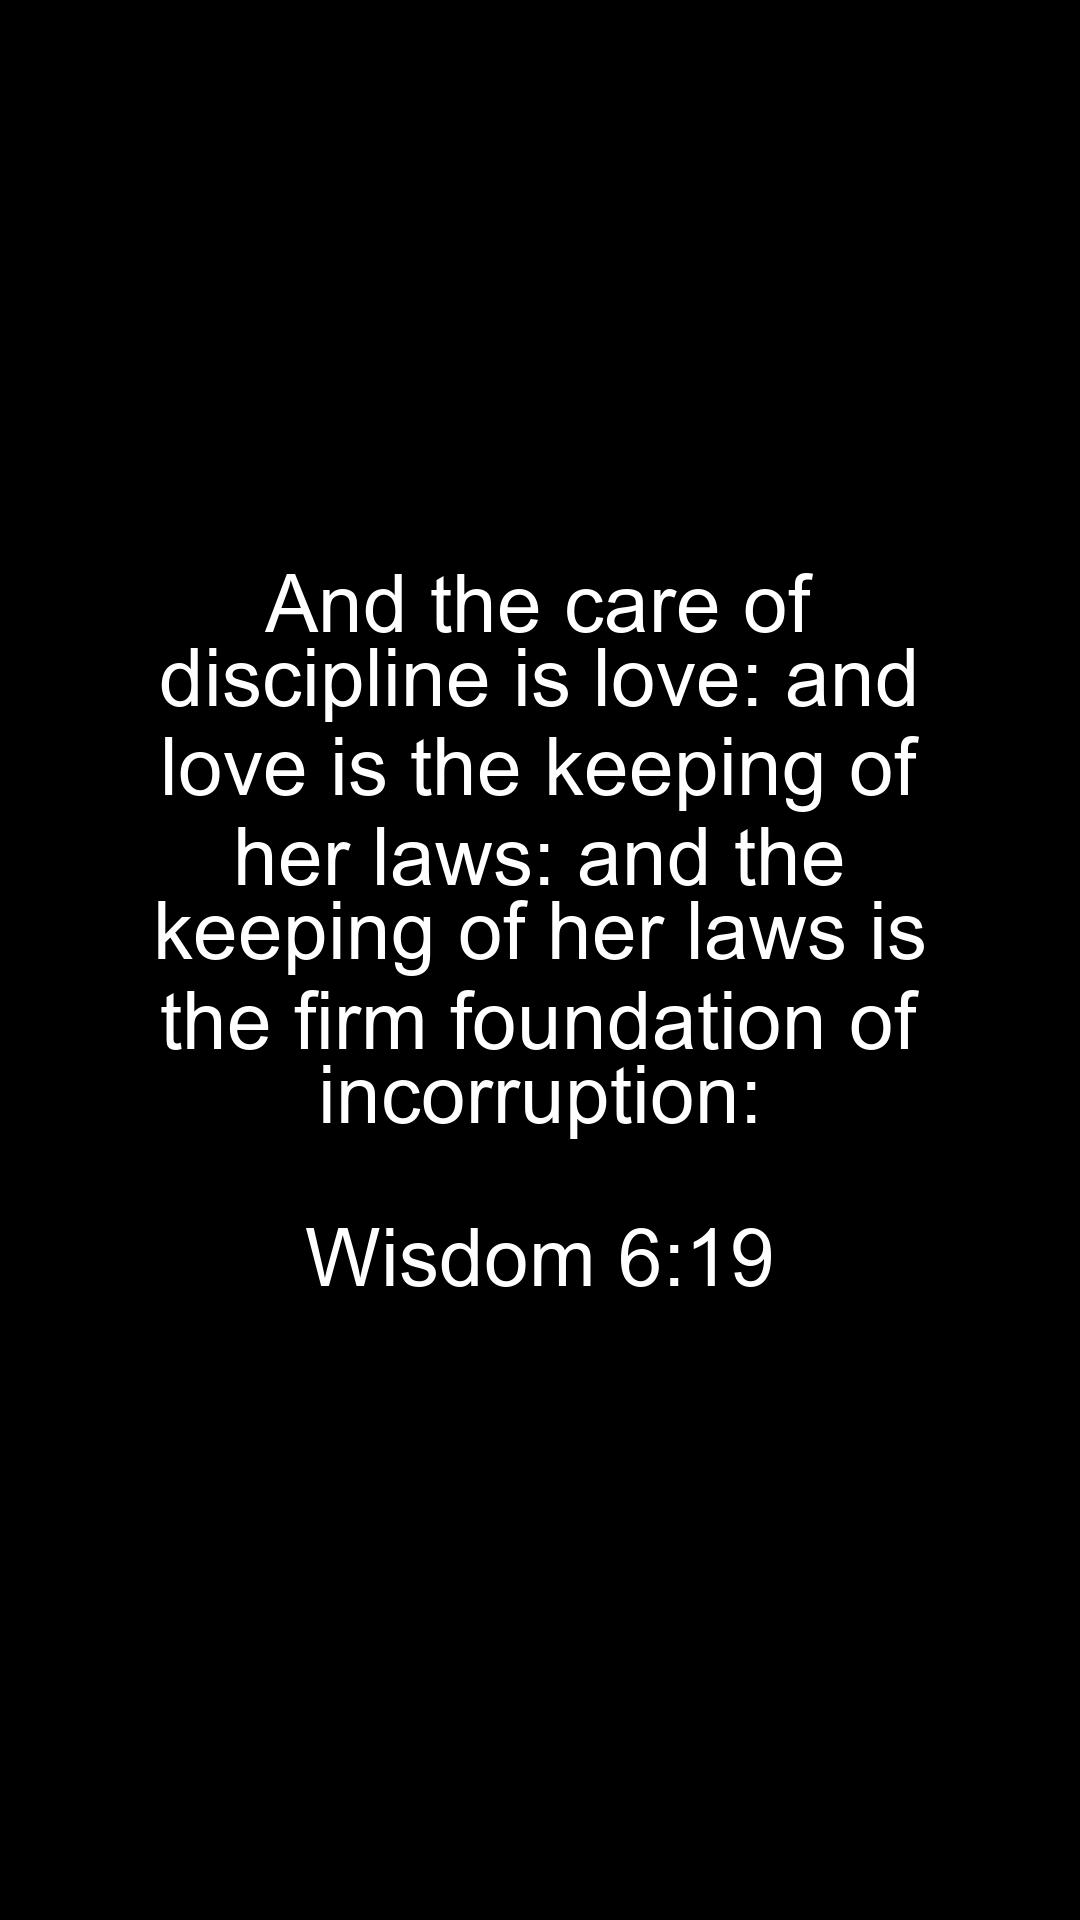 And the care of
discipline is love: and
love is the keeping of
her laws: and the
keeping of her laws is
the firm foundation of
incorruption:
Wisdom 6:19